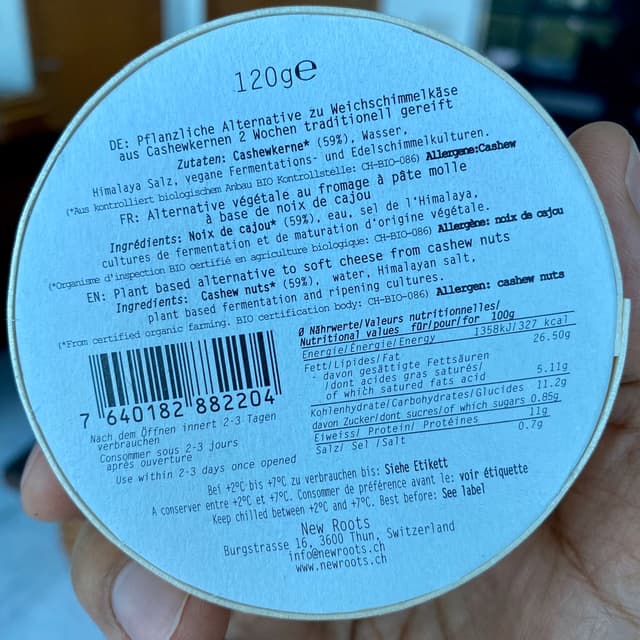 120g℮
DE: Pflanzliche Alternative zu Weichschimmelkäse
aus Cashewkernen 2 Wochen traditionell gereift
Zutaten: Cashewkerne* (59%), Wasser,
Himalaya Salz, vegane Fermentations- und Edelschimmelkulturen.
(*Aus kontrolliert biologischem Anbau BIO Kontrollstelle: CH-BIO-086) Allergene:Cashew
FR: Alternative végétale au fromage à pâte molle
à base de noix de cajou
Ingrédients: Noix de cajou* (59%), eau, sel de l'Himalaya,
cultures de fermentation et de maturation d'origine végétale.
(*Organisme d'inspection BIO certifié en agriculture biologique: CH-BIO-086) Allergène: noix de cajou
EN: Plant based alternative to soft cheese from cashew nuts
Ingredients: Cashew nuts* (59%), water, Himalayan salt,
plant based fermentation and ripening cultures.
(*From certified organic farming. BIO certification body: CH-BIO-086) Allergen: cashew nuts
7 640182 882204
Nach dem Öffnen innert 2-3 Tagen
verbrauchen
Consommer sous 2-3 jours
après ouverture
Use within 2-3 days once opened
Ø Nährwerte/Valeurs nutritionnelles/
Nutritional values für/pour/for 100g
Energie/Énergie/Energy 1358kJ/327 kcal
Fett/Lipides/Fat 26.50g
- davon gesättigte Fettsäuren
/dont acides gras saturés/
of which satured fats acid 5.11g
Kohlenhydrate/Carbohydrates/Glucides 11.2g
davon Zucker/dont sucres/of which sugars 0.85g
Eiweiss/ Protein/ Protéines 11g
Salz/ Sel /Salt 0.7g
Bei +2°C bis +7°C zu verbrauchen bis: Siehe Etikett
A conserver entre +2°C et +7°C. Consommer de préférence avant le: voir étiquette
Keep chilled between +2°C and +7°C. Best before: See label
New Roots
Burgstrasse 16, 3600 Thun, Switzerland
info@newroots.ch
www.newroots.ch